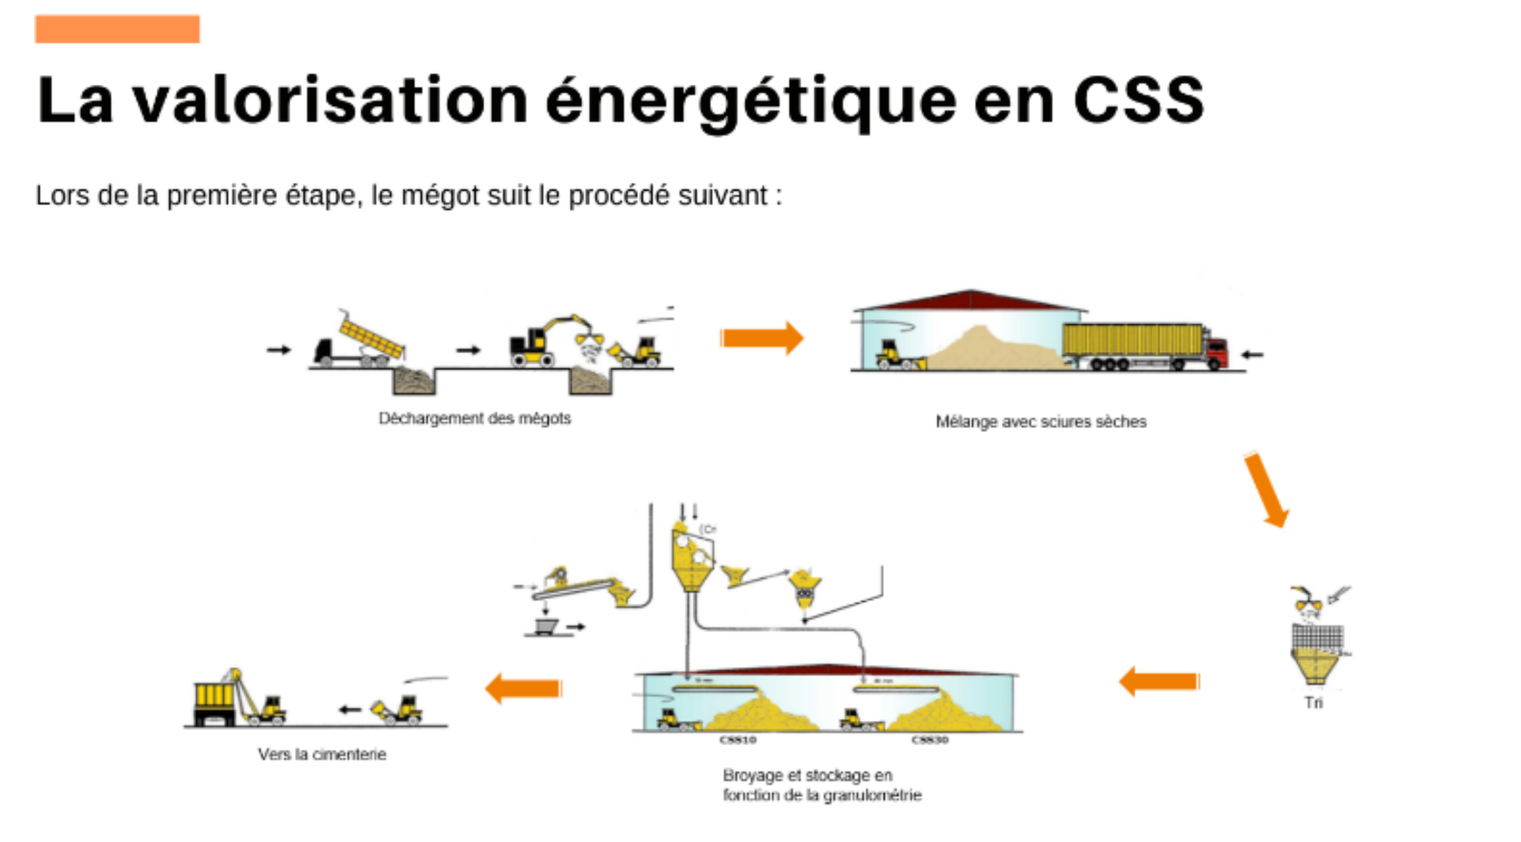 La valorisation énergétique en CSS
Lors de la première étape, le mégot suit le procédé suivant :
Déchargement des mégots
Mélange avec sciures sèches
(Cri
Tri
CSS10
CSS30
Vers la cimenterie
Broyage et stockage en
fonction de la granulométrie